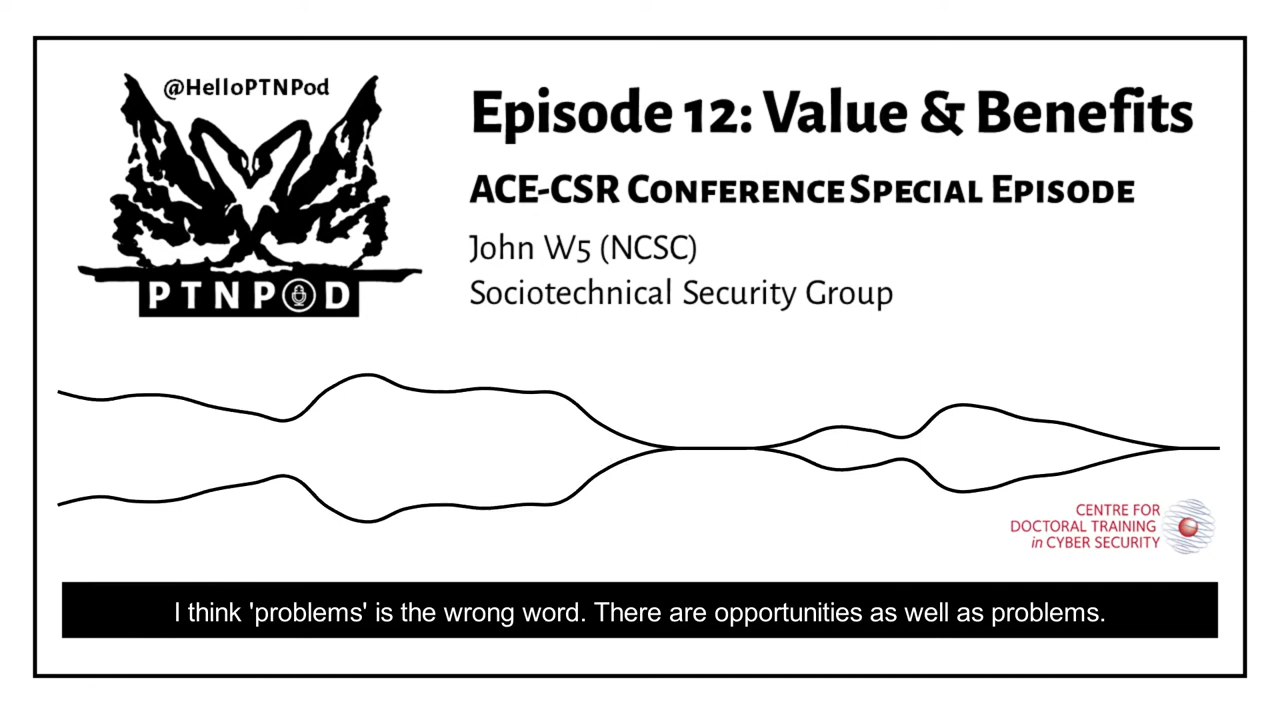 @HelloPTNPod
PTNPOD
Episode 12: Value & Benefits
ACE-CSR Conference Special Episode
John W5 (NCSC)
Sociotechnical Security Group
CENTRE FOR
DOCTORAL TRAINING
in CYBER SECURITY
I think 'problems' is the wrong word. There are opportunities as well as problems.